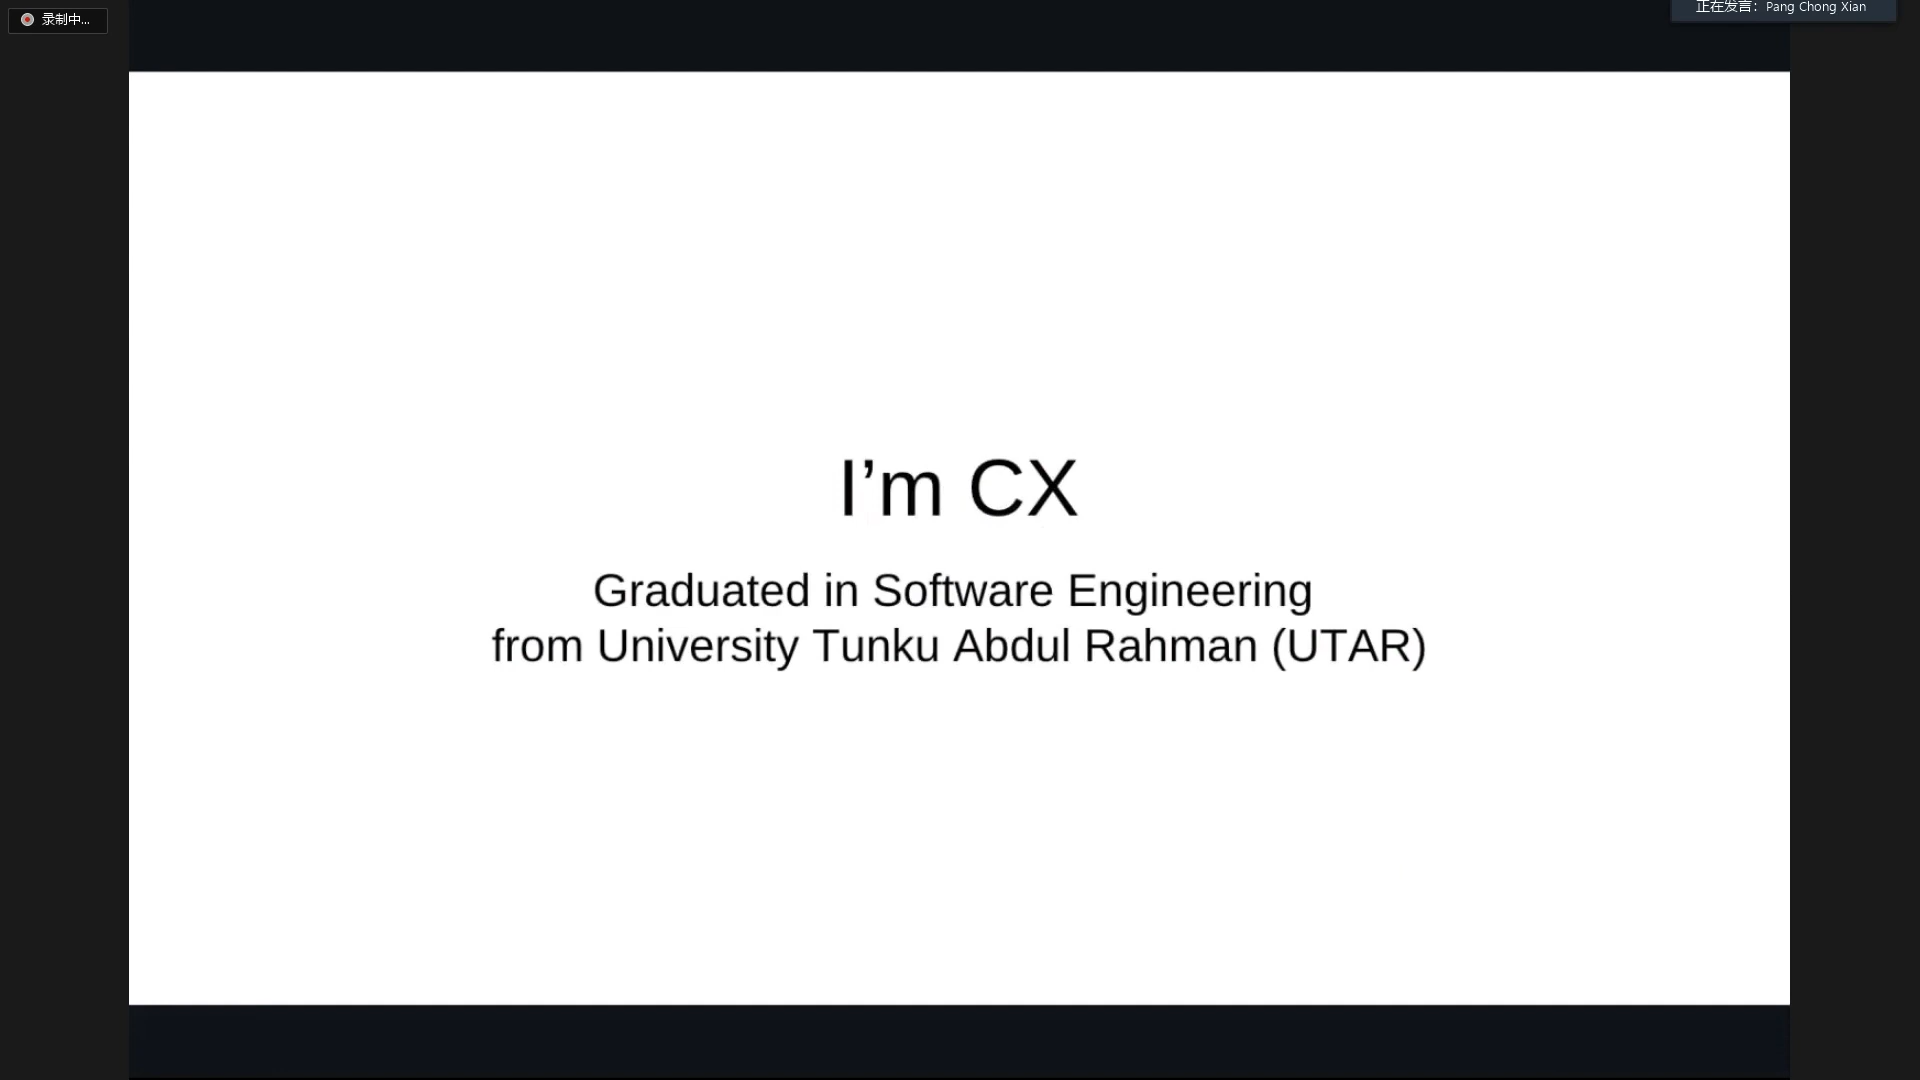 录制中...
正在发言: Pang Chong Xian
I’m CX
Graduated in Software Engineering
from University Tunku Abdul Rahman (UTAR)